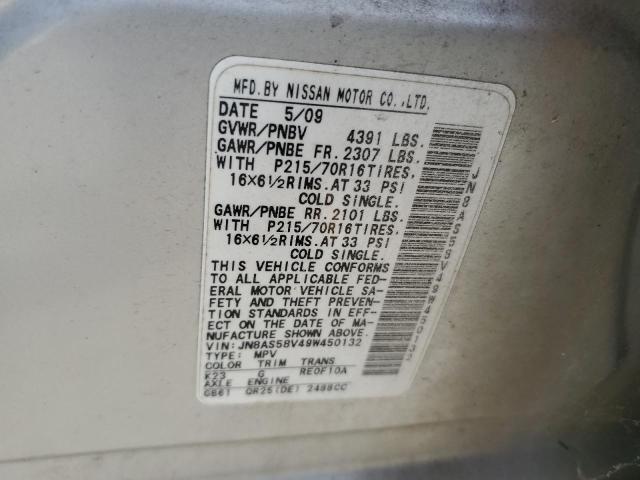 MFD.BY NISSAN MOTOR CO.,LTD.
DATE 5/09
GVWR/PNBV 4391 LBS.
GAWR/PNBE FR. 2307 LBS.
WITH P215/70R16TIRES,
16X6½RIMS.AT 33 PSI
COLD SINGLE.
GAWR/PNBE RR. 2101 LBS.
WITH P215/70R16TIRES,
16X6½RIMS.AT 33 PSI
COLD SINGLE.
THIS VEHICLE CONFORMS
TO ALL APPLICABLE FED-
ERAL MOTOR VEHICLE SA-
FETY AND THEFT PREVEN-
TION STANDARDS IN EFF-
ECT ON THE DATE OF MA-
NUFACTURE SHOWN ABOVE.
VIN: JN8AS58V49W450132
TYPE: MPV
COLOR TRIM TRANS
K23 G RE0F10A
AXLE ENGINE
GB61 QR25(DE) 2488CC
JN8AS58V49W450132